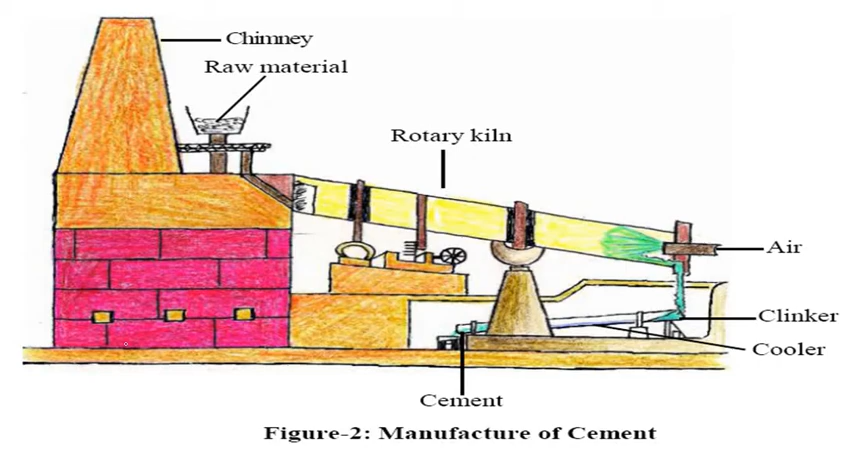 Chimney
Raw material
Rotary kiln
Air
Clinker
Cooler
Cement
Figure-2: Manufacture of Cement